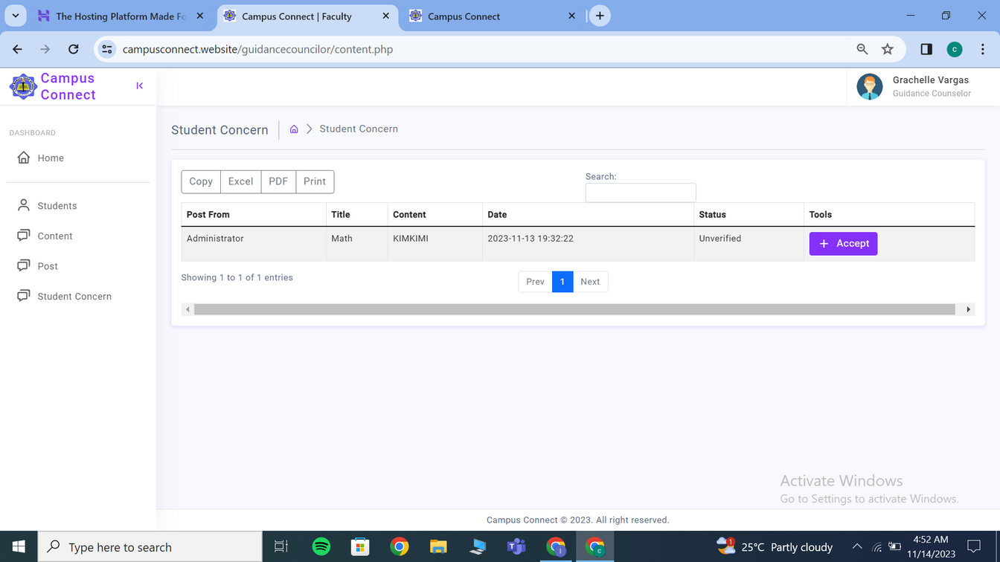 The Hosting Platform Made Fo
Campus Connect | Faculty
Campus Connect
campusconnect.website/guidancecouncilor/content.php
C
Campus
Connect
Grachelle Vargas
Guidance Counselor
DASHBOARD
Home
Students
Content
Post
Student Concern
Student Concern
Student Concern
Copy Excel PDF Print
Search:
Post From Title Content Date Status Tools
Administrator Math KIMKIMI 2023-11-13 19:32:22 Unverified + Accept
Showing 1 to 1 of 1 entries
Prev 1 Next
Activate Windows
Go to Settings to activate Windows.
Campus Connect © 2023. All right reserved.
Type here to search
1
25°C Partly cloudy
4:52 AM
11/14/2023